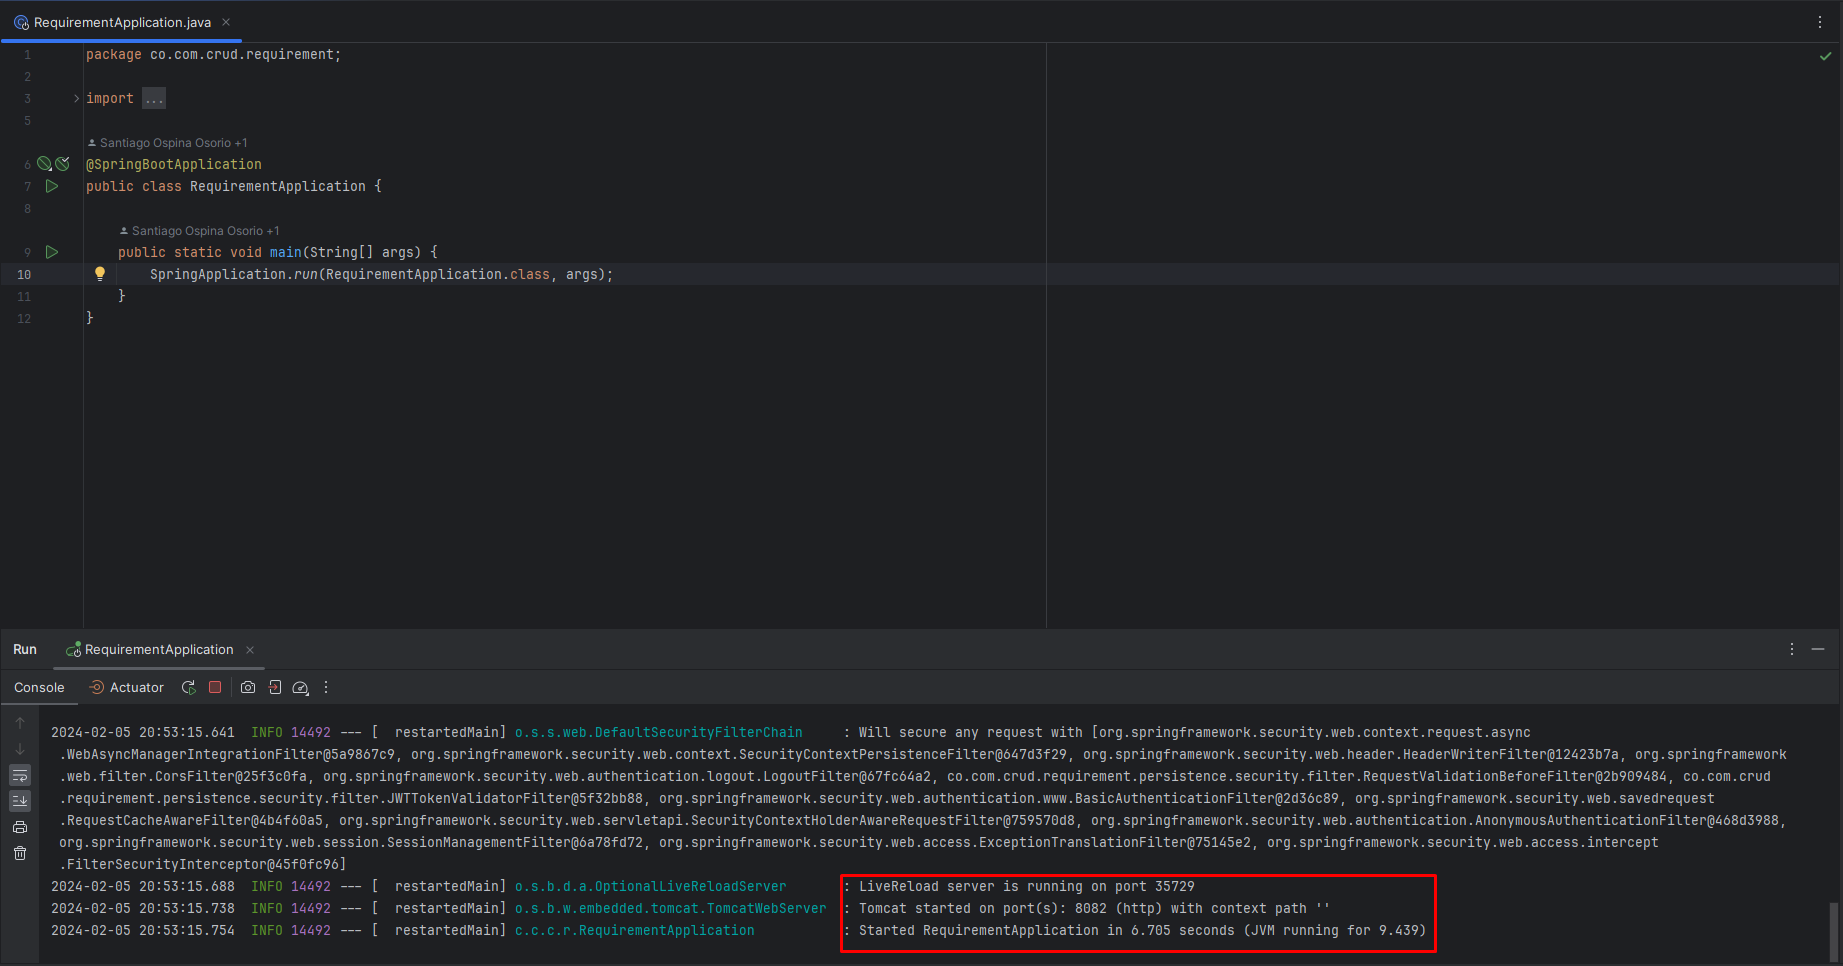 RequirementApplication.java
1 package co.com.crud.requirement;
2
3 import ...
5
Santiago Ospina Osorio +1
6 @SpringBootApplication
7 public class RequirementApplication {
8
Santiago Ospina Osorio +1
9 public static void main(String[] args) {
10 SpringApplication.run(RequirementApplication.class, args);
11 }
12 }
Run RequirementApplication
Console Actuator
2024-02-05 20:53:15.641 INFO 14492 --- [ restartedMain] o.s.s.web.DefaultSecurityFilterChain : Will secure any request with [org.springframework.security.web.context.request.async
.WebAsyncManagerIntegrationFilter@5a9867c9, org.springframework.security.web.context.SecurityContextPersistenceFilter@647d3f29, org.springframework.security.web.header.HeaderWriterFilter@12423b7a, org.springframework
.web.filter.CorsFilter@25f3c0fa, org.springframework.security.web.authentication.logout.LogoutFilter@67fc64a2, co.com.crud.requirement.persistence.security.filter.RequestValidationBeforeFilter@2b909484, co.com.crud
.requirement.persistence.security.filter.JWTTokenValidatorFilter@5f32bb88, org.springframework.security.web.authentication.www.BasicAuthenticationFilter@2d36c89, org.springframework.security.web.savedrequest
.RequestCacheAwareFilter@4b4f60a5, org.springframework.security.web.servletapi.SecurityContextHolderAwareRequestFilter@759570d8, org.springframework.security.web.authentication.AnonymousAuthenticationFilter@468d3988,
org.springframework.security.web.session.SessionManagementFilter@6a78fd72, org.springframework.security.web.access.ExceptionTranslationFilter@75145e2, org.springframework.security.web.access.intercept
.FilterSecurityInterceptor@45f0fc96]
2024-02-05 20:53:15.688 INFO 14492 --- [ restartedMain] o.s.b.d.a.OptionalLiveReloadServer : LiveReload server is running on port 35729
2024-02-05 20:53:15.738 INFO 14492 --- [ restartedMain] o.s.b.w.embedded.tomcat.TomcatWebServer : Tomcat started on port(s): 8082 (http) with context path ''
2024-02-05 20:53:15.754 INFO 14492 --- [ restartedMain] c.c.c.r.RequirementApplication : Started RequirementApplication in 6.705 seconds (JVM running for 9.439)